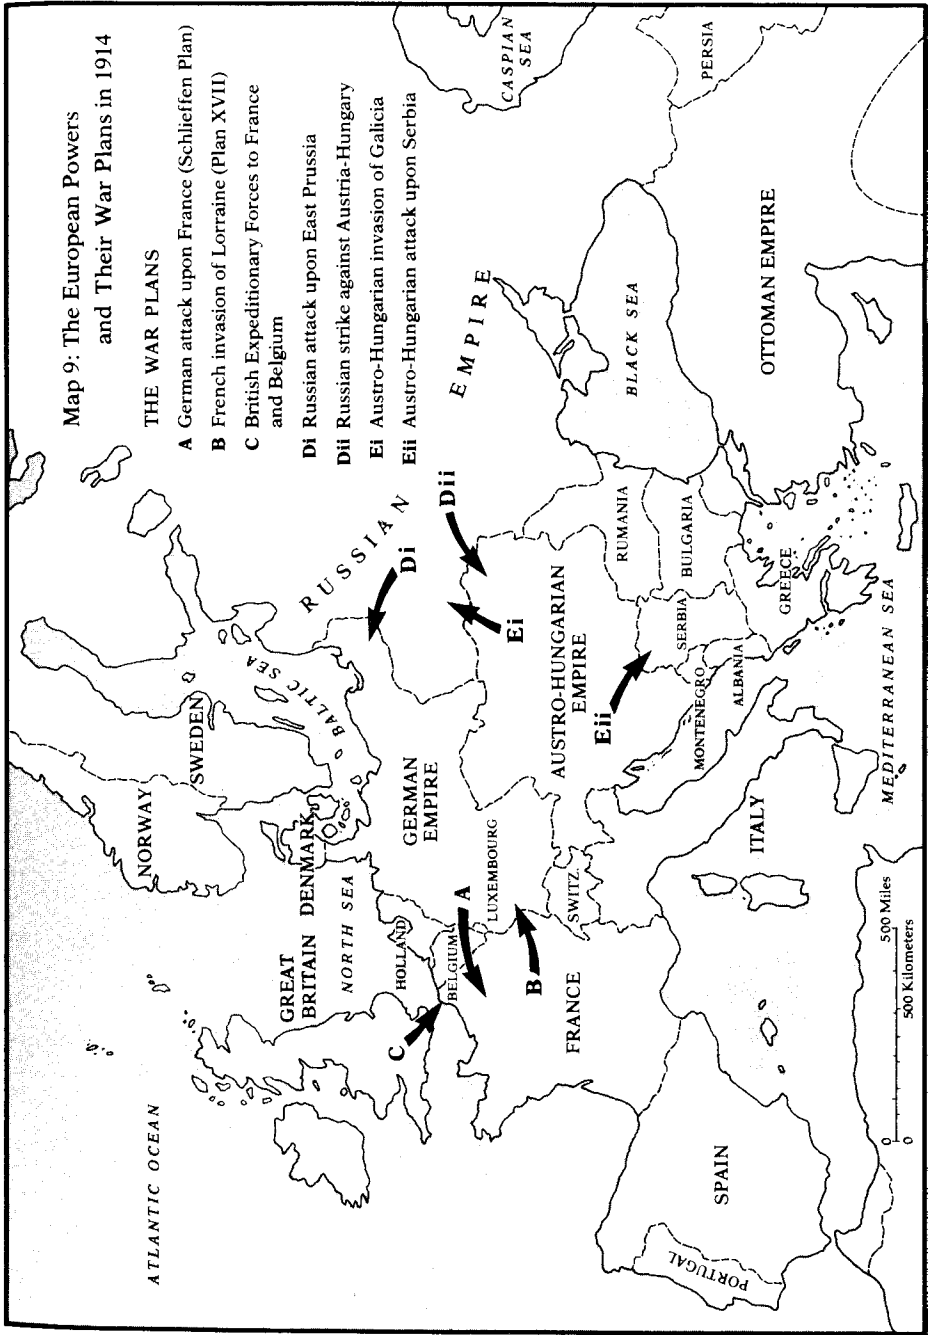 Map 9: The European Powers
and Their War Plans in 1914
THE WAR PLANS
A German attack upon France (Schlieffen Plan)
B French invasion of Lorraine (Plan XVII)
C British Expeditionary Forces to France
and Belgium
Di Russian attack upon East Prussia
Dii Russian strike against Austria-Hungary
Ei Austro-Hungarian invasion of Galicia
Eii Austro-Hungarian attack upon Serbia
ATLANTIC OCEAN
NORWAY
SWEDEN
BALTIC SEA
RUSSIAN
EMPIRE
GREAT
BRITAIN
DENMARK
NORTH SEA
HOLLAND
BELGIUM
LUXEMBOURG
GERMAN
EMPIRE
C
A
B
Di
Dii
Ei
Eii
FRANCE
SWITZ.
AUSTRO-HUNGARIAN
EMPIRE
RUMANIA
BULGARIA
SERBIA
MONTENEGRO
ALBANIA
GREECE
BLACK SEA
CASPIAN
SEA
PERSIA
OTTOMAN EMPIRE
ITALY
SPAIN
PORTUGAL
MEDITERRANEAN SEA
0 500 Miles
0 500 Kilometers